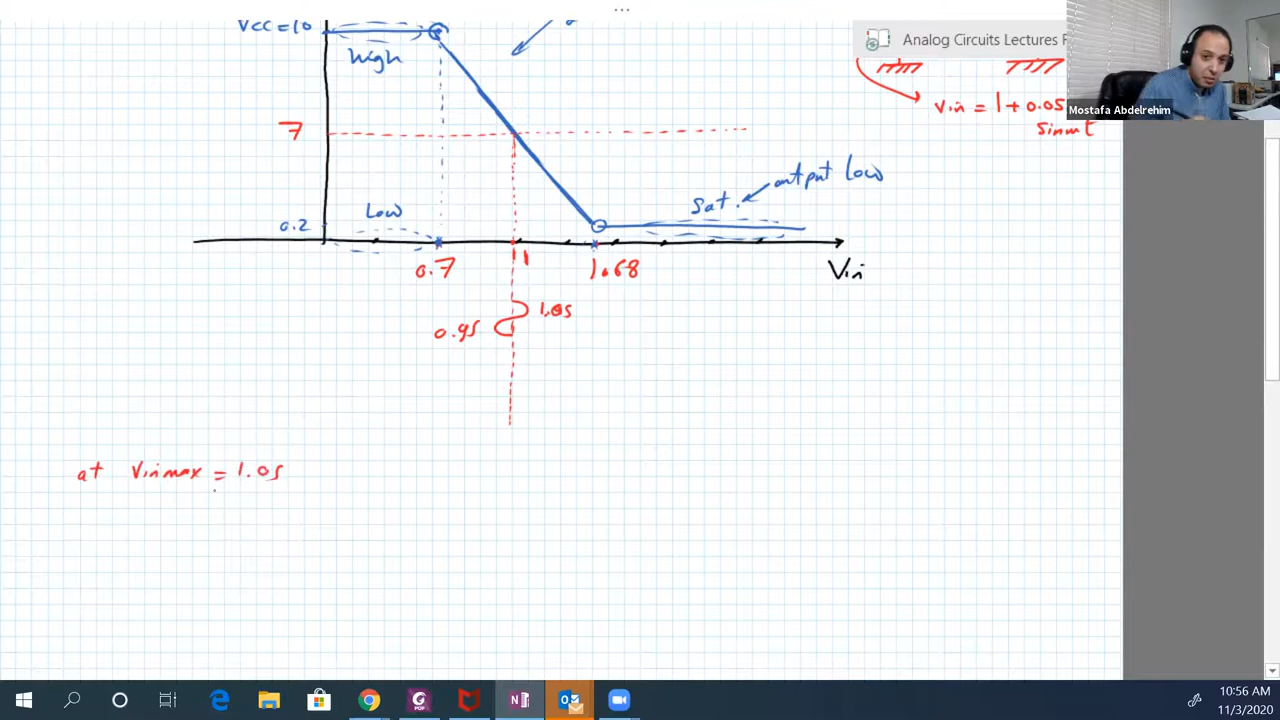 Vcc=10
high
Analog Circuits Lectures
Vin = 1 + 0.05
sinωt
Mostafa Abdelrehim
7
output low
Sat.
Low
0.2
0.7
1
1.68
Vin
1.05
0.95
at Vinmax = 1.05
10:56 AM
11/3/2020